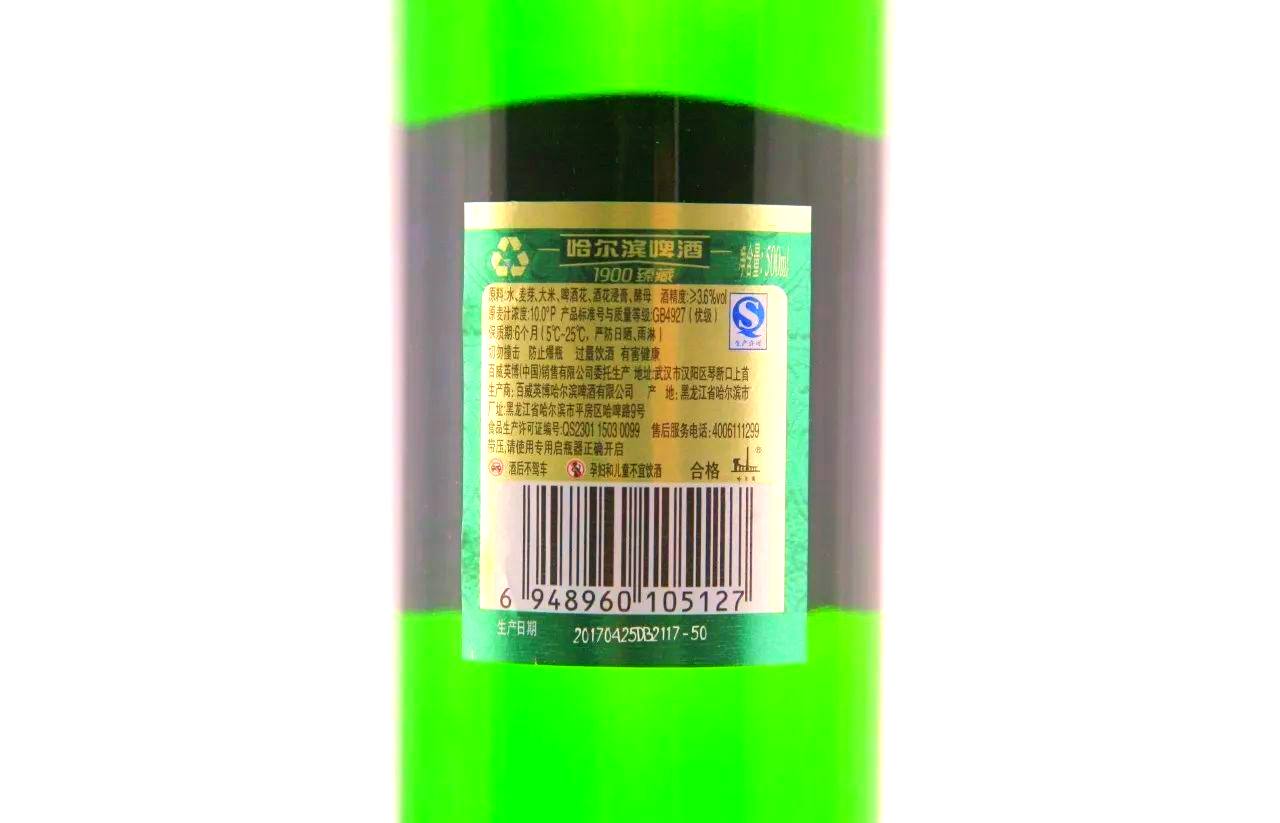 哈尔滨啤酒
净含量:500ml
1900臻藏
原料:水、麦芽、大米、啤酒花、酒花浸膏、酵母 酒精度:≥3.6%vol
原麦汁浓度:10.0°P 产品标准号与质量等级:GB4927(优级)
保质期:6个月(5℃~25℃,严防日晒、雨淋)
切勿撞击 防止爆瓶 过量饮酒 有害健康
百威英博(中国)销售有限公司委托生产 地址:武汉市汉阳区琴断口上首
生产商:百威英博哈尔滨啤酒有限公司 产 地:黑龙江省哈尔滨市
厂址:黑龙江省哈尔滨市平房区哈啤路9号
食品生产许可证编号:QS2301 1503 0099 售后服务电话:4006111299
带压,请使用专用启瓶器正确开启
酒后不驾车 孕妇和儿童不宜饮酒 合格
生产许可
6 948960 105127
生产日期 20170425DB2117-50